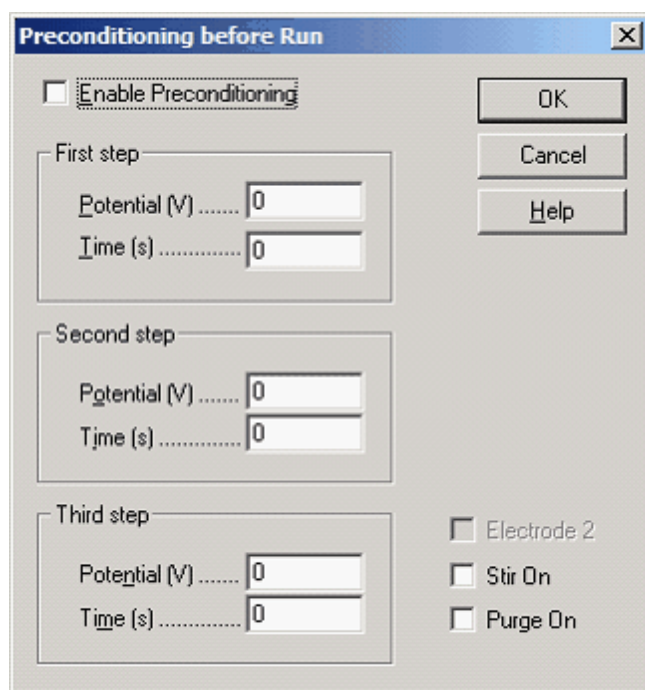 Preconditioning before Run
Enable Preconditioning
OK
Cancel
Help
First step
Potential (V) ....... 0
Time (s) .............. 0
Second step
Potential (V) ....... 0
Time (s) .............. 0
Third step
Potential (V) ....... 0
Time (s) .............. 0
Electrode 2
Stir On
Purge On